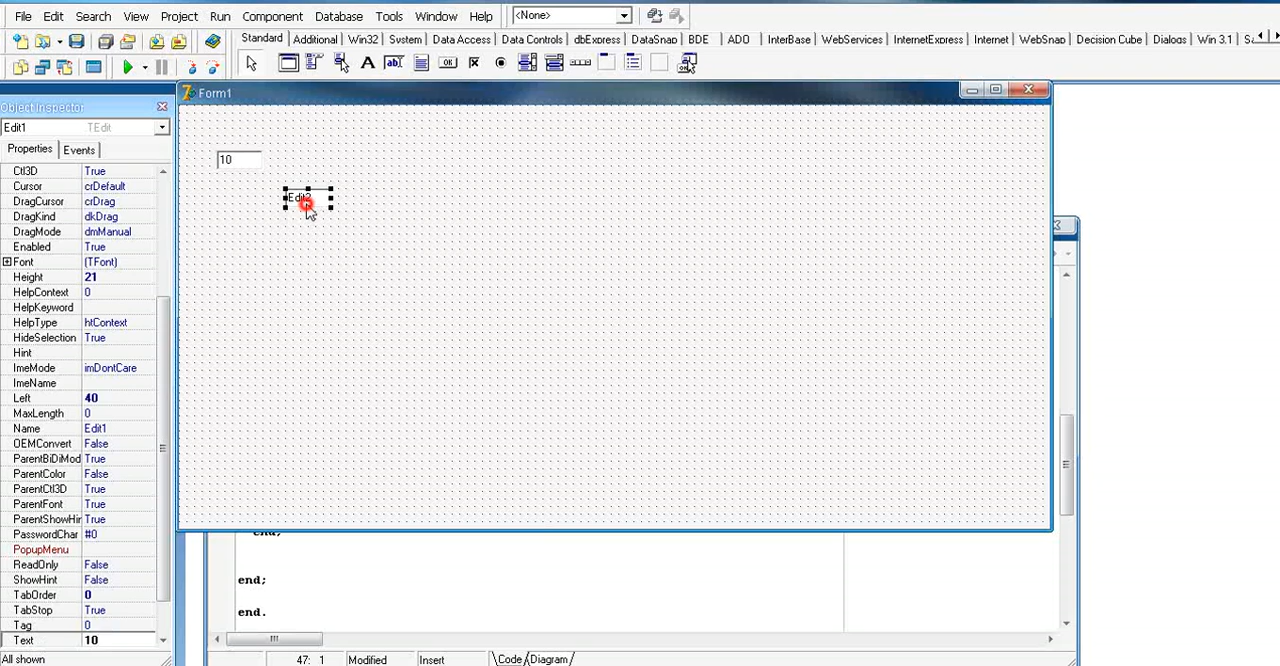 File Edit Search View Project Run Component Database Tools Window Help <None>
Standard Additional Win32 System Data Access Data Controls dbExpress DataSnap BDE ADO InterBase WebServices InternetExpress Internet WebSnap Decision Cube Dialogs Win 3.1
Form1
Object Inspector
Edit1 TEdit
Properties Events
Ctl3D True
Cursor crDefault
DragCursor crDrag
DragKind dkDrag
DragMode dmManual
Enabled True
Font (TFont)
Height 21
HelpContext 0
HelpKeyword
HelpType htContext
HideSelection True
Hint
ImeMode imDontCare
ImeName
Left 40
MaxLength 0
Name Edit1
OEMConvert False
ParentBiDiMod True
ParentColor False
ParentCtl3D True
ParentFont True
ParentShowHir True
PasswordChar #0
PopupMenu
ReadOnly False
ShowHint False
TabOrder 0
TabStop True
Tag 0
Text 10
All shown
10
Edit2
end;
end;
end.
47: 1 Modified Insert Code Diagram